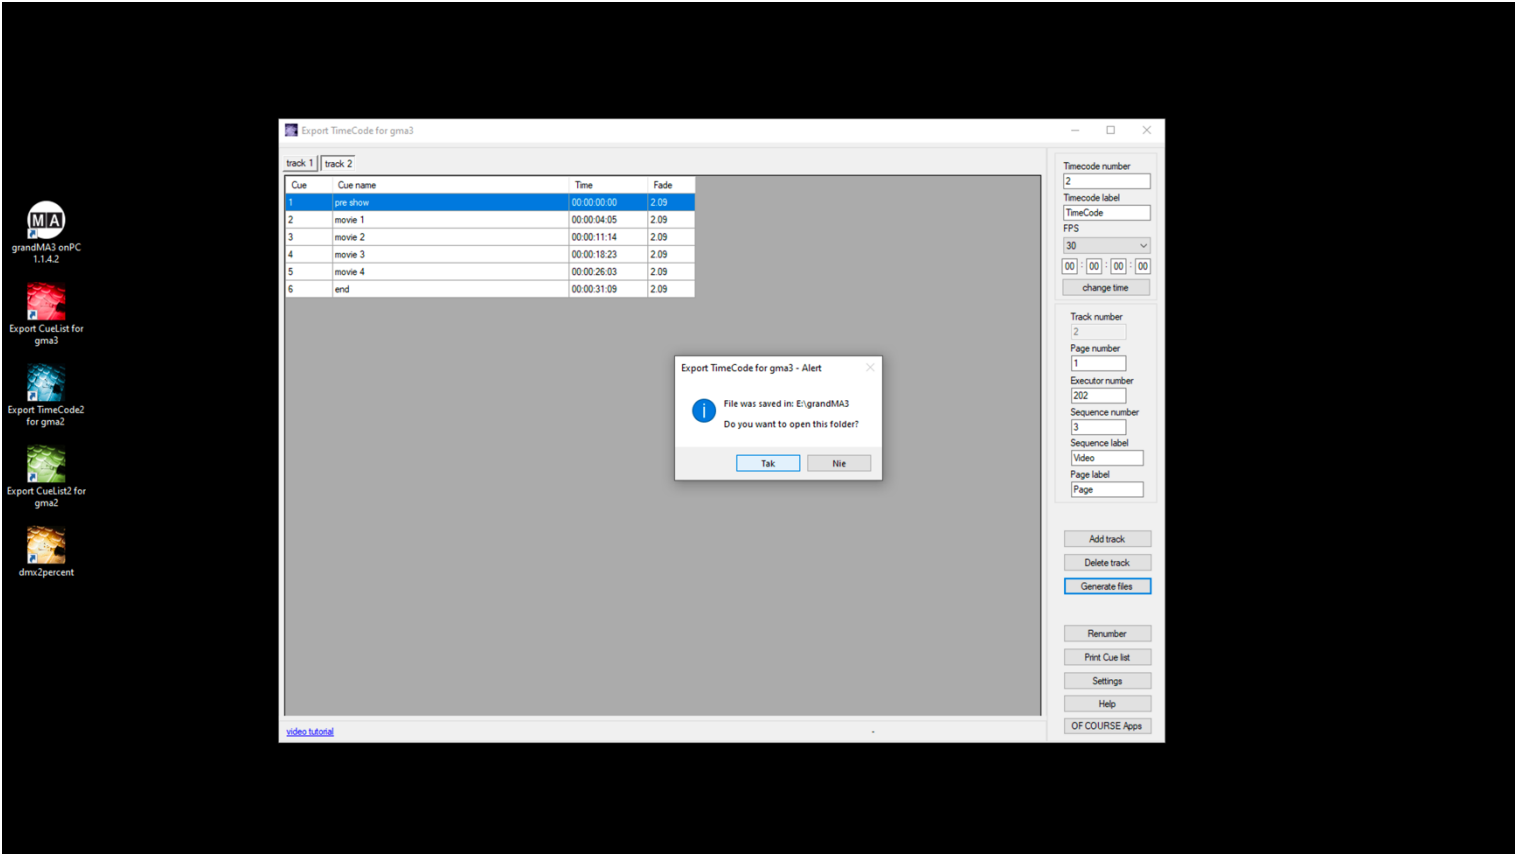 MA
grandMA3 onPC
1.1.4.2
Export CueList for
gma3
Export TimeCode2
for gma2
Export CueList2 for
gma2
dmx2percent
Export TimeCode for gma3
track 1 track 2
Cue Cue name Time Fade
1 pre show 00:00:00:00 2.09
2 movie 1 00:00:04:05 2.09
3 movie 2 00:00:11:14 2.09
4 movie 3 00:00:18:23 2.09
5 movie 4 00:00:26:03 2.09
6 end 00:00:31:09 2.09
Export TimeCode for gma3 - Alert
File was saved in: E:\grandMA3
Do you want to open this folder?
Tak Nie
video tutorial
-
Timecode number
2
Timecode label
TimeCode
FPS
30
00 : 00 : 00 : 00
change time
Track number
2
Page number
1
Executor number
202
Sequence number
3
Sequence label
Video
Page label
Page
Add track
Delete track
Generate files
Renumber
Print Cue list
Settings
Help
OF COURSE Apps